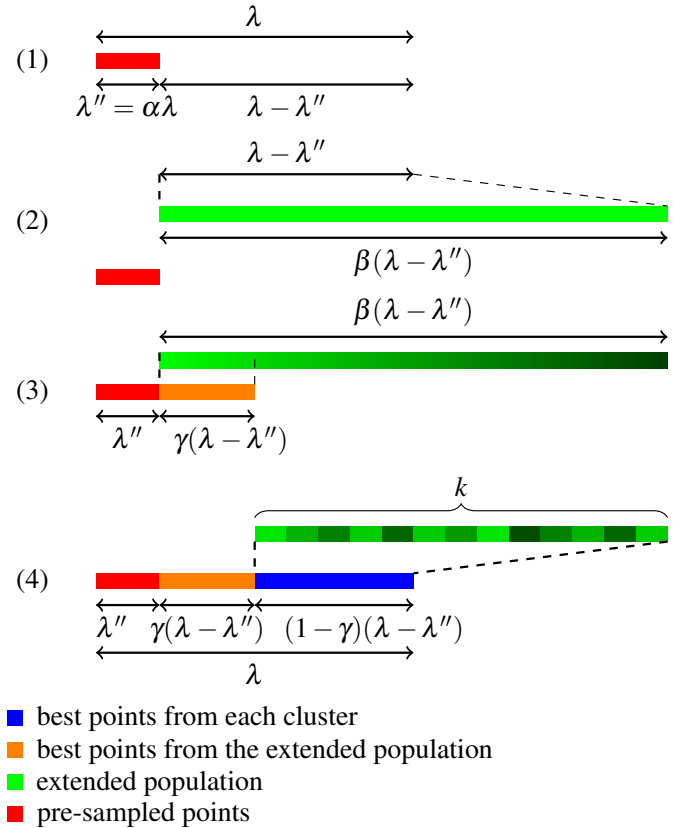 λ
(1)
λ″ = αλ λ − λ″
λ − λ″
(2)
β(λ − λ″)
β(λ − λ″)
(3)
λ″ γ(λ − λ″)
k
(4)
λ″ γ(λ − λ″) (1 − γ)(λ − λ″)
λ
best points from each cluster
best points from the extended population
extended population
pre-sampled points